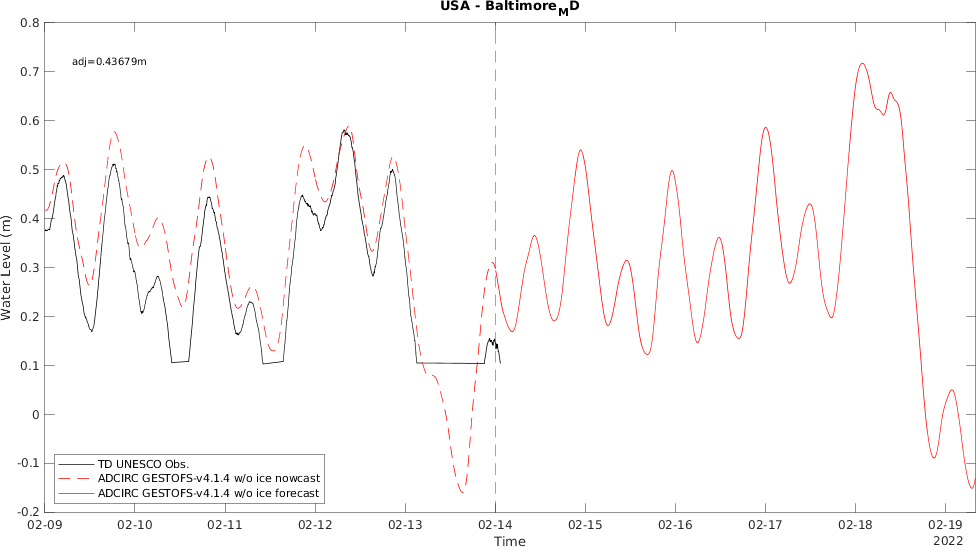 USA - Baltimore_MD
0.8
0.7
0.6
0.5
0.4
0.3
0.2
0.1
0
-0.1
-0.2
Water Level (m)
adj=0.43679m
TD UNESCO Obs.
ADCIRC GESTOFS-v4.1.4 w/o ice nowcast
ADCIRC GESTOFS-v4.1.4 w/o ice forecast
02-09 02-10 02-11 02-12 02-13 02-14 02-15 02-16 02-17 02-18 02-19
Time
2022